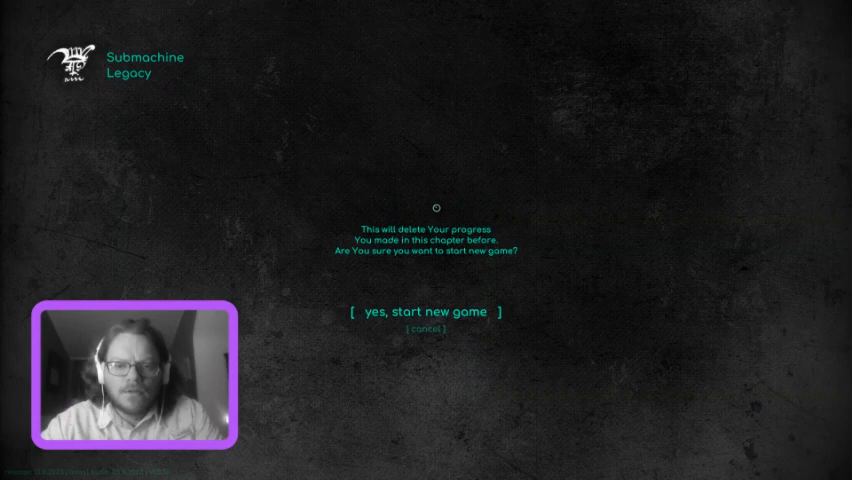 Submachine
Legacy
This will delete Your progress
You made in this chapter before.
Are You sure you want to start new game?
[ yes, start new game ]
[ cancel ]